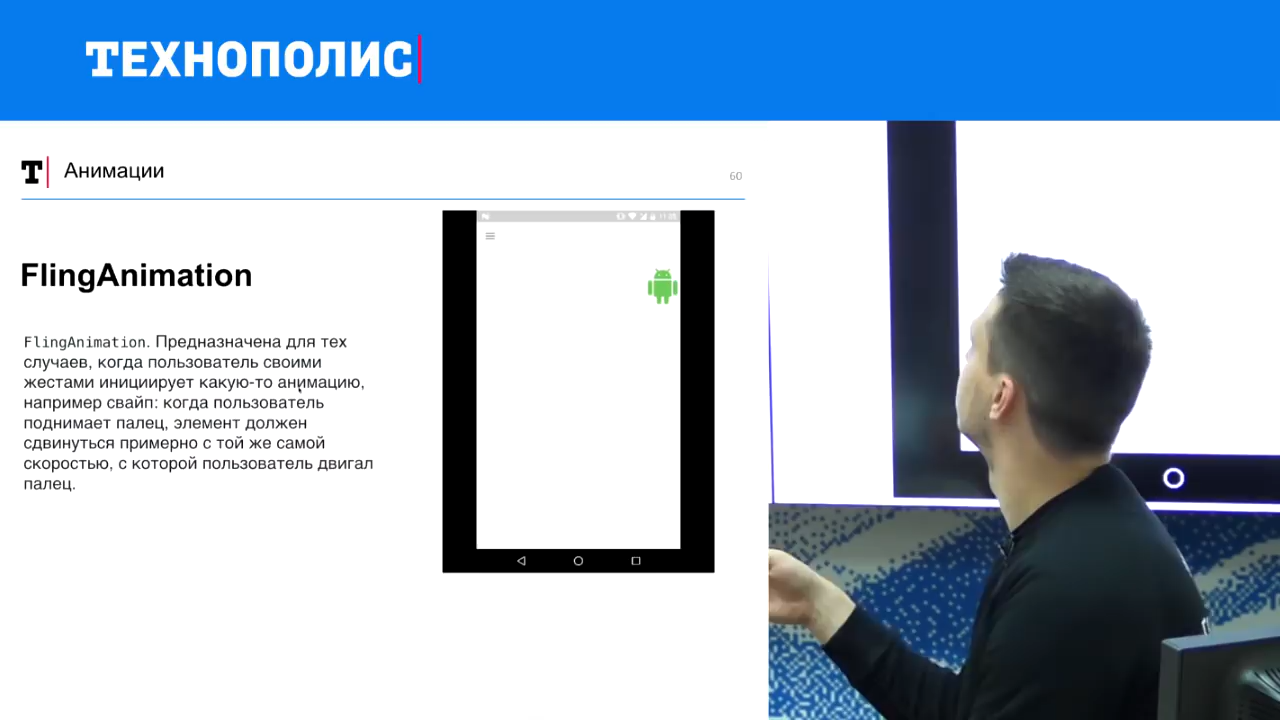 ТЕХНОПОЛИС
Т Анимации
60
FlingAnimation
FlingAnimation. Предназначена для тех
случаев, когда пользователь своими
жестами инициирует какую-то анимацию,
например свайп: когда пользователь
поднимает палец, элемент должен
сдвинуться примерно с той же самой
скоростью, с которой пользователь двигал
палец.